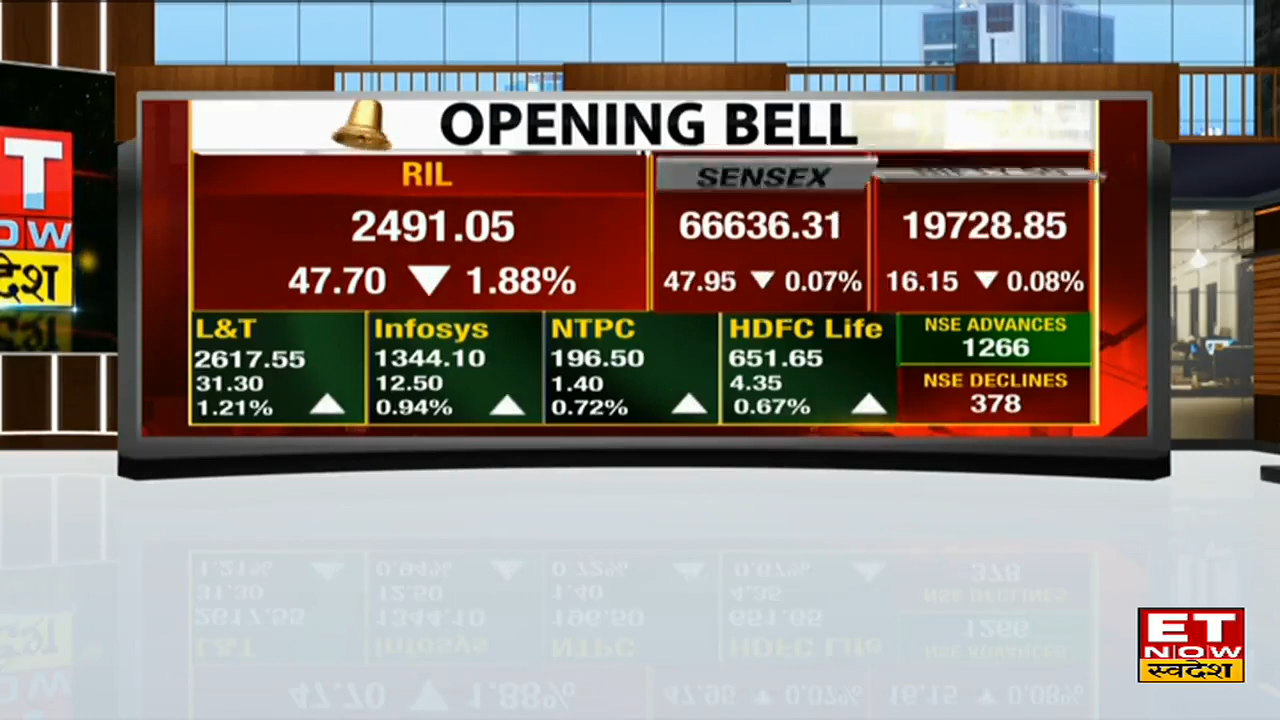 OPENING BELL
RIL
2491.05
47.70 ▼ 1.88%
SENSEX
66636.31
47.95 ▼ 0.07%
19728.85
16.15 ▼ 0.08%
L&T
2617.55
31.30
1.21% ▲
Infosys
1344.10
12.50
0.94% ▲
NTPC
196.50
1.40
0.72% ▲
HDFC Life
651.65
4.35
0.67% ▲
NSE ADVANCES
1266
NSE DECLINES
378
T
OW
देश
ET
NOW
स्वदेश